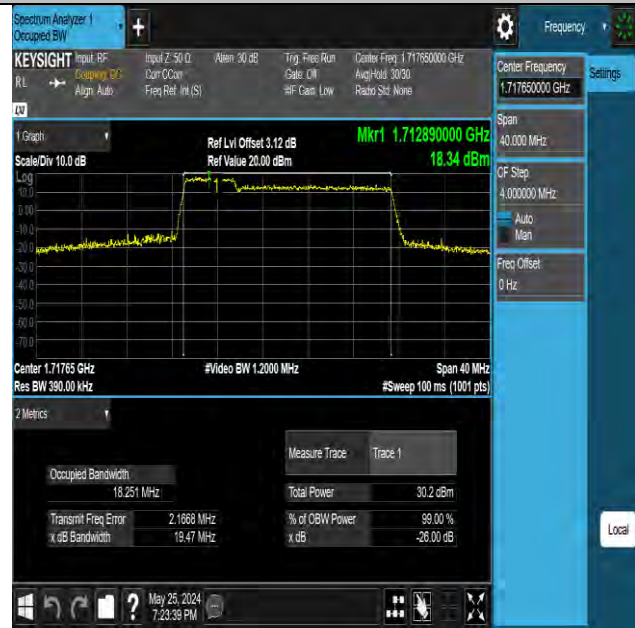 Spectrum Analyzer 1
Occupied BW
+
Frequency
KEYSIGHT
RL
Input: RF
Coupling: DC
Align: Auto
Input Z: 50 Ω
Corr CCorr
Freq Ref: Int (S)
Atten: 30 dB
Trig: Free Run
Gate: Off
#IF Gain: Low
Center Freq: 1.717650000 GHz
Avg|Hold: 30/30
Radio Std: None
LXI
Center Frequency
1.717650000 GHz
Settings
Span
40.000 MHz
CF Step
4.000000 MHz
Auto
Man
Freq Offset
0 Hz
1 Graph
Scale/Div 10.0 dB
Ref Lvl Offset 3.12 dB
Ref Value 20.00 dBm
Mkr1 1.712890000 GHz
18.34 dBm
Log
10.0
0.00
-10.0
-20.0
-30.0
-40.0
-50.0
-60.0
-70.0
1
Center 1.71765 GHz
Res BW 390.00 kHz
#Video BW 1.2000 MHz
Span 40 MHz
#Sweep 100 ms (1001 pts)
2 Metrics
Measure Trace
Trace 1
Occupied Bandwidth
18.251 MHz
Total Power
30.2 dBm
Transmit Freq Error
2.1668 MHz
% of OBW Power
99.00 %
x dB Bandwidth
19.47 MHz
x dB
-26.00 dB
Local
?
May 25, 2024
7:23:39 PM